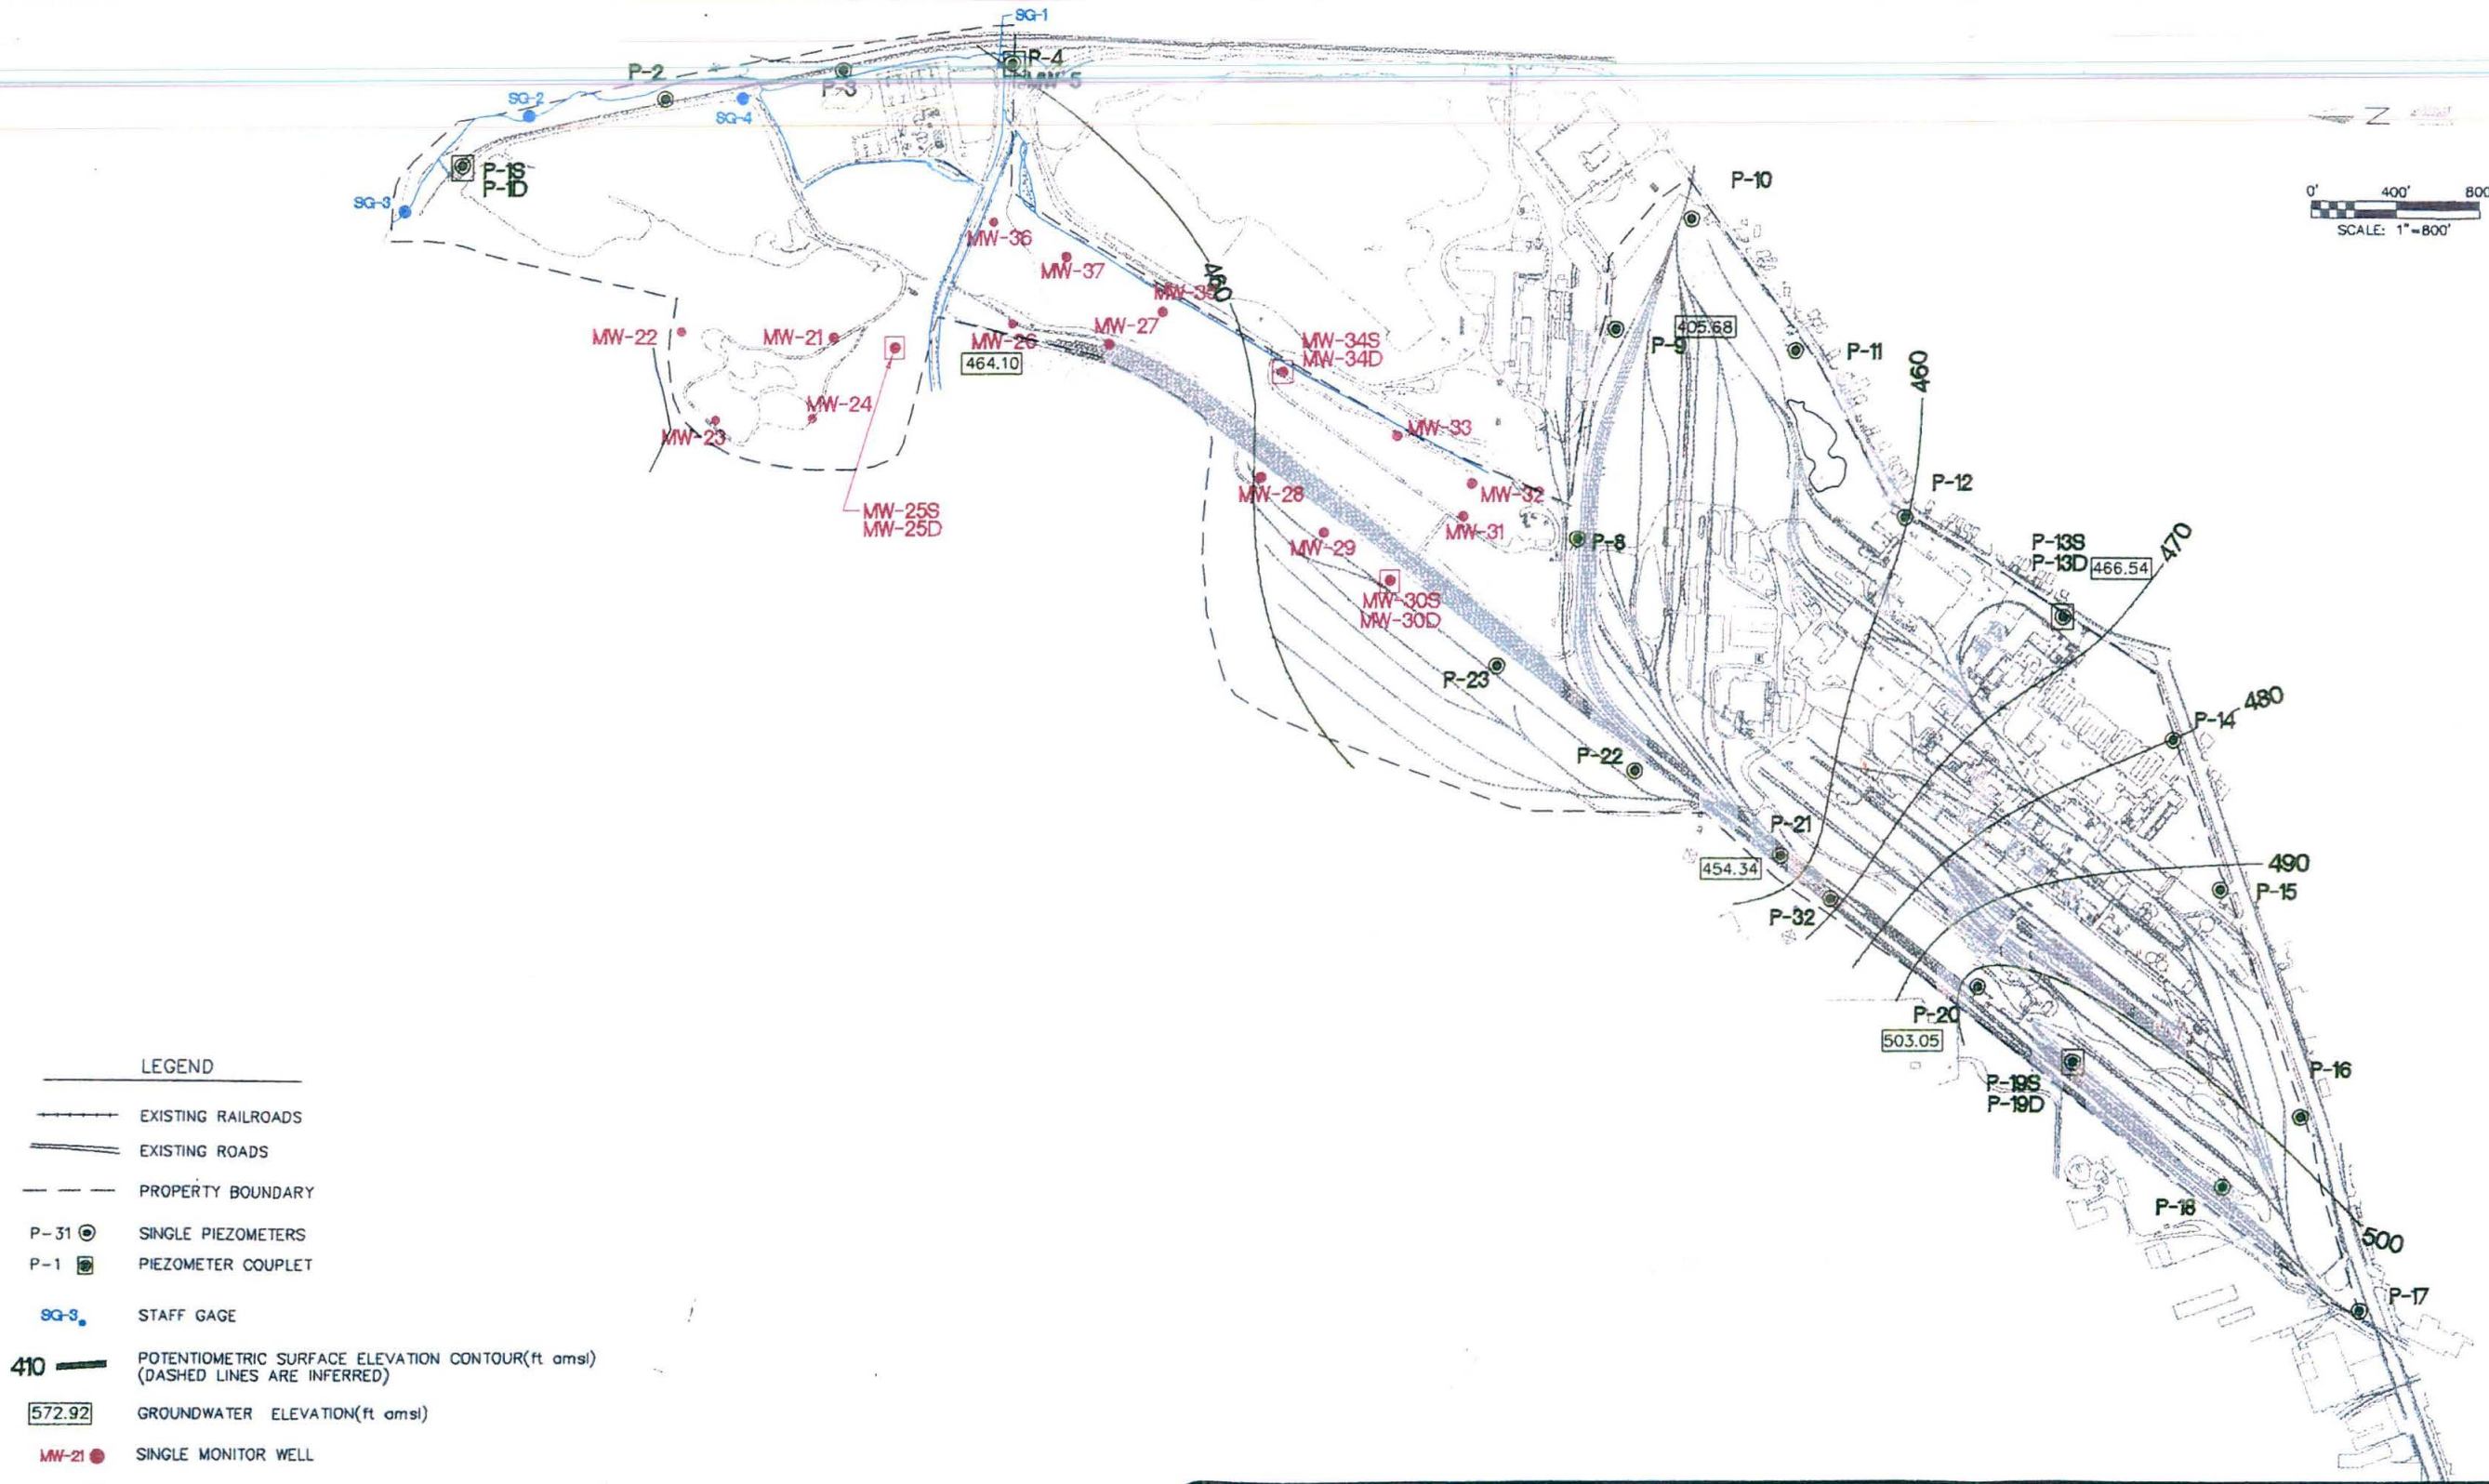 SG-1
P-4
MW-5
P-2
P-3
SG-2
SG-4
P-1S
P-1D
SG-3
Z
0' 400' 800'
SCALE: 1"=800'
P-10
MW-36
MW-37
460
MW-35
MW-22
MW-21
MW-27
MW-26
464.10
MW-34S
MW-34D
405.68
P-9
P-11
460
MW-24
MW-23
MW-33
MW-28
MW-32
P-12
MW-25S
MW-25D
MW-31
MW-29
P-8
P-13S
P-13D
466.54
470
MW-30S
MW-30D
P-23
480
P-14
P-22
P-21
454.34
490
P-15
P-32
P-20
503.05
P-16
P-19S
P-19D
P-18
500
P-17
LEGEND
EXISTING RAILROADS
EXISTING ROADS
PROPERTY BOUNDARY
P-31 SINGLE PIEZOMETERS
P-1 PIEZOMETER COUPLET
SG-3 STAFF GAGE
410 POTENTIOMETRIC SURFACE ELEVATION CONTOUR(ft amsl)
(DASHED LINES ARE INFERRED)
572.92 GROUNDWATER ELEVATION(ft amsl)
MW-21 SINGLE MONITOR WELL